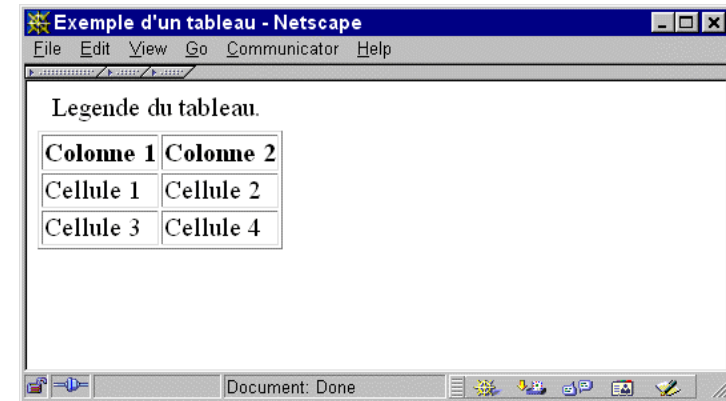 Exemple d'un tableau - Netscape
File Edit View Go Communicator Help
Legende du tableau.
Colonne 1 Colonne 2
Cellule 1 Cellule 2
Cellule 3 Cellule 4
Document: Done